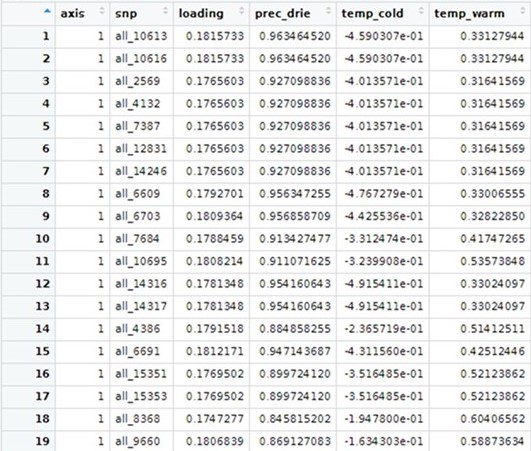 axis snp loading prec_drie temp_cold temp_warm
1 1 all_10613 0.1815733 0.963464520 -4.590307e-01 0.33127944
2 1 all_10616 0.1815733 0.963464520 -4.590307e-01 0.33127944
3 1 all_2569 0.1765603 0.927098836 -4.013571e-01 0.31641569
4 1 all_4132 0.1765603 0.927098836 -4.013571e-01 0.31641569
5 1 all_7387 0.1765603 0.927098836 -4.013571e-01 0.31641569
6 1 all_12831 0.1765603 0.927098836 -4.013571e-01 0.31641569
7 1 all_14246 0.1765603 0.927098836 -4.013571e-01 0.31641569
8 1 all_6609 0.1792701 0.956347255 -4.767279e-01 0.33006555
9 1 all_6703 0.1809364 0.956858709 -4.425536e-01 0.32822850
10 1 all_7684 0.1788459 0.913427477 -3.312474e-01 0.41747265
11 1 all_10695 0.1808214 0.911071625 -3.239908e-01 0.53573848
12 1 all_14316 0.1781348 0.954160643 -4.915411e-01 0.33024097
13 1 all_14317 0.1781348 0.954160643 -4.915411e-01 0.33024097
14 1 all_4386 0.1791518 0.884858255 -2.365719e-01 0.51412511
15 1 all_6691 0.1812171 0.947143687 -4.311560e-01 0.42512446
16 1 all_15351 0.1769502 0.899724120 -3.516485e-01 0.52123862
17 1 all_15353 0.1769502 0.899724120 -3.516485e-01 0.52123862
18 1 all_8368 0.1747277 0.845815202 -1.947800e-01 0.60406562
19 1 all_9660 0.1806839 0.869127083 -1.634303e-01 0.58873634